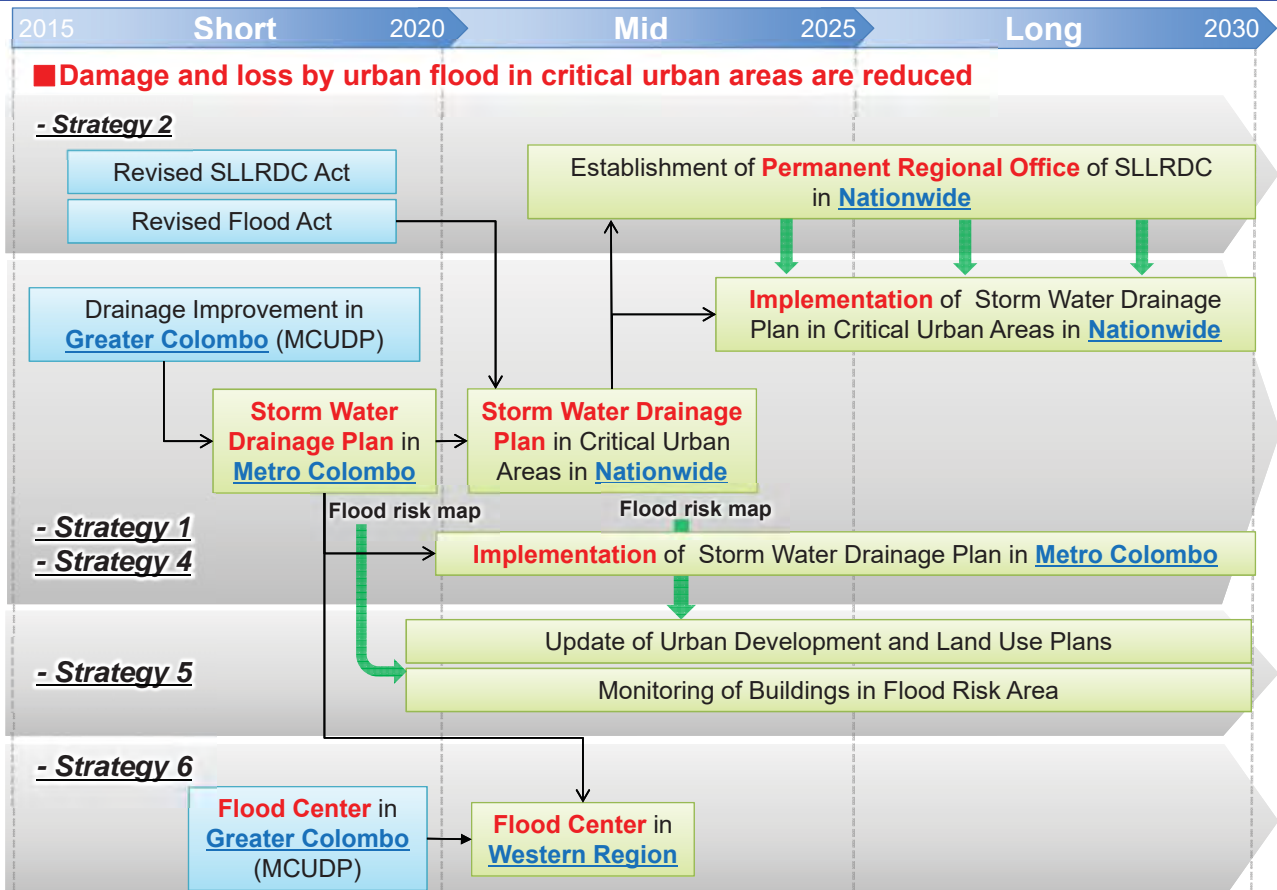 2015 Short 2020 Mid 2025 Long 2030
■Damage and loss by urban flood in critical urban areas are reduced
- Strategy 2
Revised SLLRDC Act
Revised Flood Act
Establishment of Permanent Regional Office of SLLRDC
in Nationwide
Drainage Improvement in
Greater Colombo (MCUDP)
Implementation of Storm Water Drainage
Plan in Critical Urban Areas in Nationwide
Storm Water
Drainage Plan in
Metro Colombo
Storm Water Drainage
Plan in Critical Urban
Areas in Nationwide
Flood risk map
Flood risk map
- Strategy 1
- Strategy 4
Implementation of Storm Water Drainage Plan in Metro Colombo
- Strategy 5
Update of Urban Development and Land Use Plans
Monitoring of Buildings in Flood Risk Area
- Strategy 6
Flood Center in
Greater Colombo
(MCUDP)
Flood Center in
Western Region